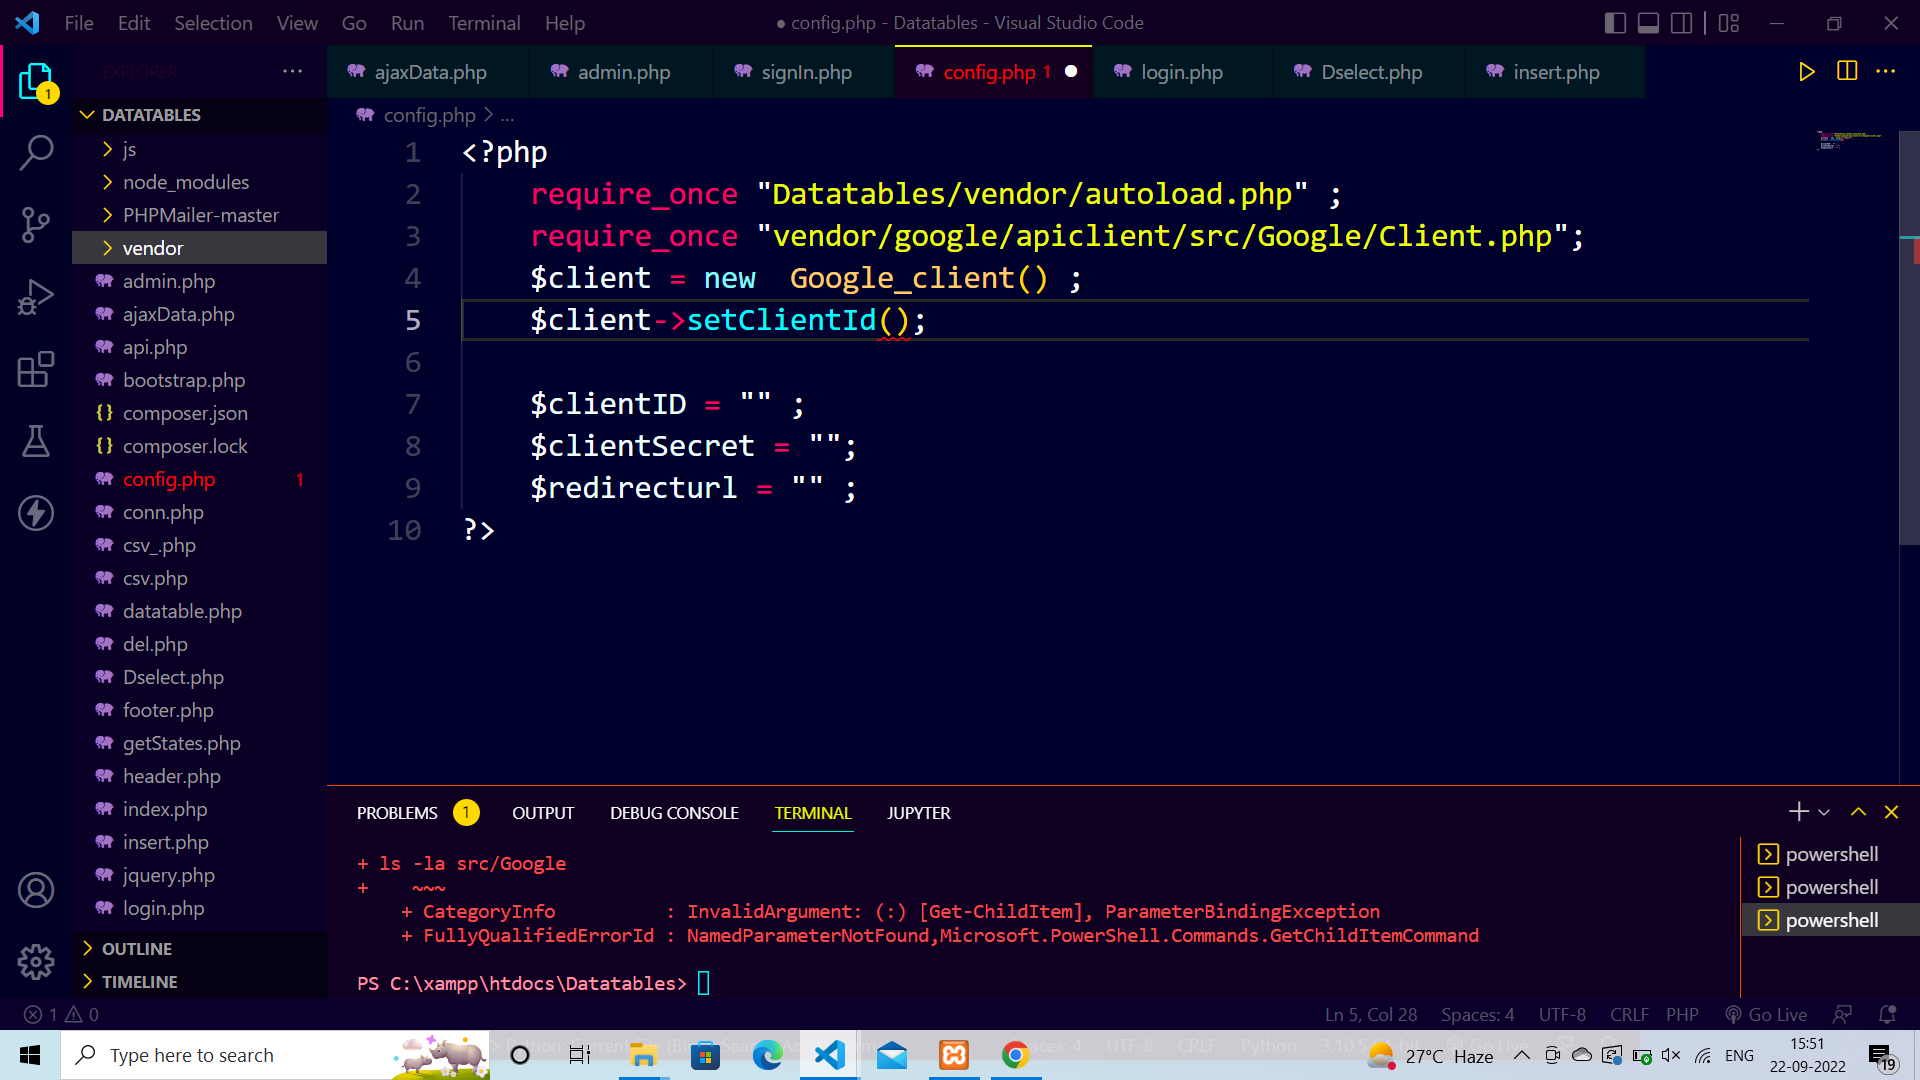 File Edit Selection View Go Run Terminal Help
● config.php - Datatables - Visual Studio Code
EXPLORER
ajaxData.php
admin.php
signIn.php
config.php 1
login.php
Dselect.php
insert.php
1
DATATABLES
js
node_modules
PHPMailer-master
vendor
admin.php
ajaxData.php
api.php
bootstrap.php
composer.json
composer.lock
config.php 1
conn.php
csv_.php
csv.php
datatable.php
del.php
Dselect.php
footer.php
getStates.php
header.php
index.php
insert.php
jquery.php
login.php
OUTLINE
TIMELINE
config.php > ...
1 <?php
2 require_once "Datatables/vendor/autoload.php" ;
3 require_once "vendor/google/apiclient/src/Google/Client.php";
4 $client = new  Google_client() ;
5 $client->setClientId();
6
7 $clientID = "" ;
8 $clientSecret = "";
9 $redirecturl = "" ;
10 ?>
PROBLEMS 1 OUTPUT DEBUG CONSOLE TERMINAL JUPYTER
+ ls -la src/Google
+    ~~~
+ CategoryInfo          : InvalidArgument: (:) [Get-ChildItem], ParameterBindingException
+ FullyQualifiedErrorId : NamedParameterNotFound,Microsoft.PowerShell.Commands.GetChildItemCommand
PS C:\xampp\htdocs\Datatables>
powershell
powershell
powershell
1 0
Ln 5, Col 28 Spaces: 4 UTF-8 CRLF PHP Go Live
Type here to search
27°C Haze
ENG
15:51
22-09-2022
19